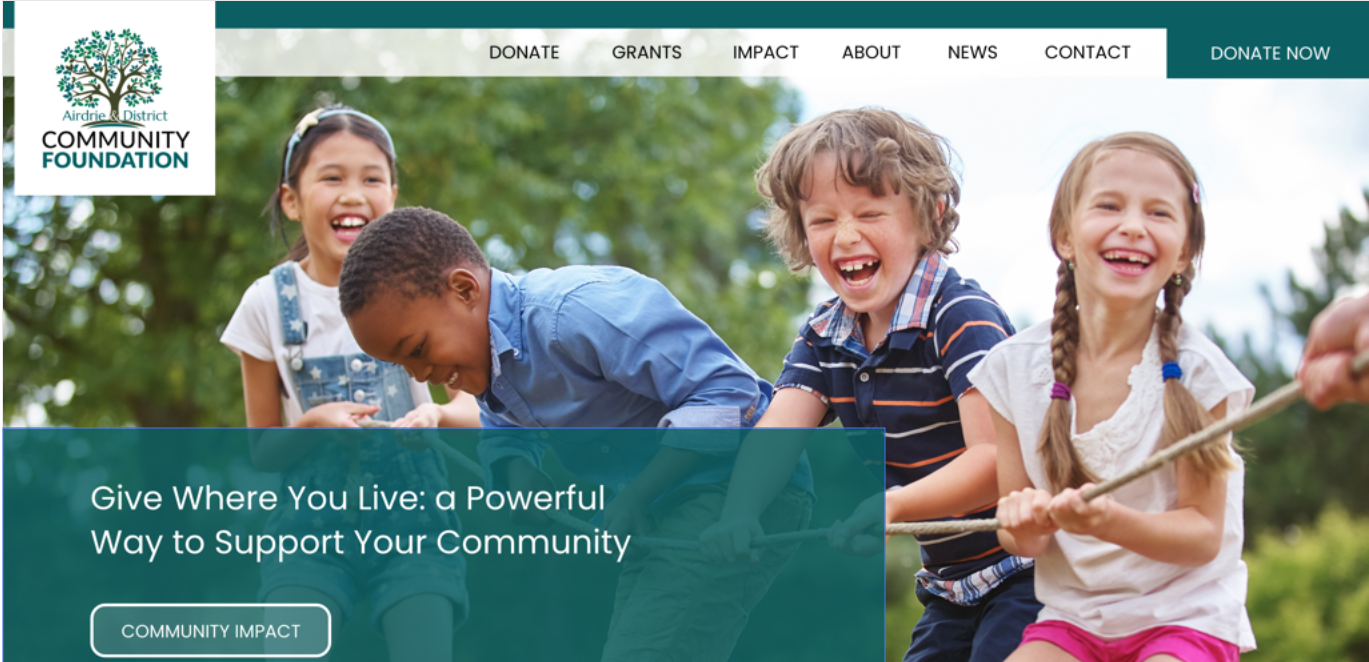 Airdrie & District
COMMUNITY
FOUNDATION
DONATE GRANTS IMPACT ABOUT NEWS CONTACT DONATE NOW
Give Where You Live: a Powerful
Way to Support Your Community
COMMUNITY IMPACT